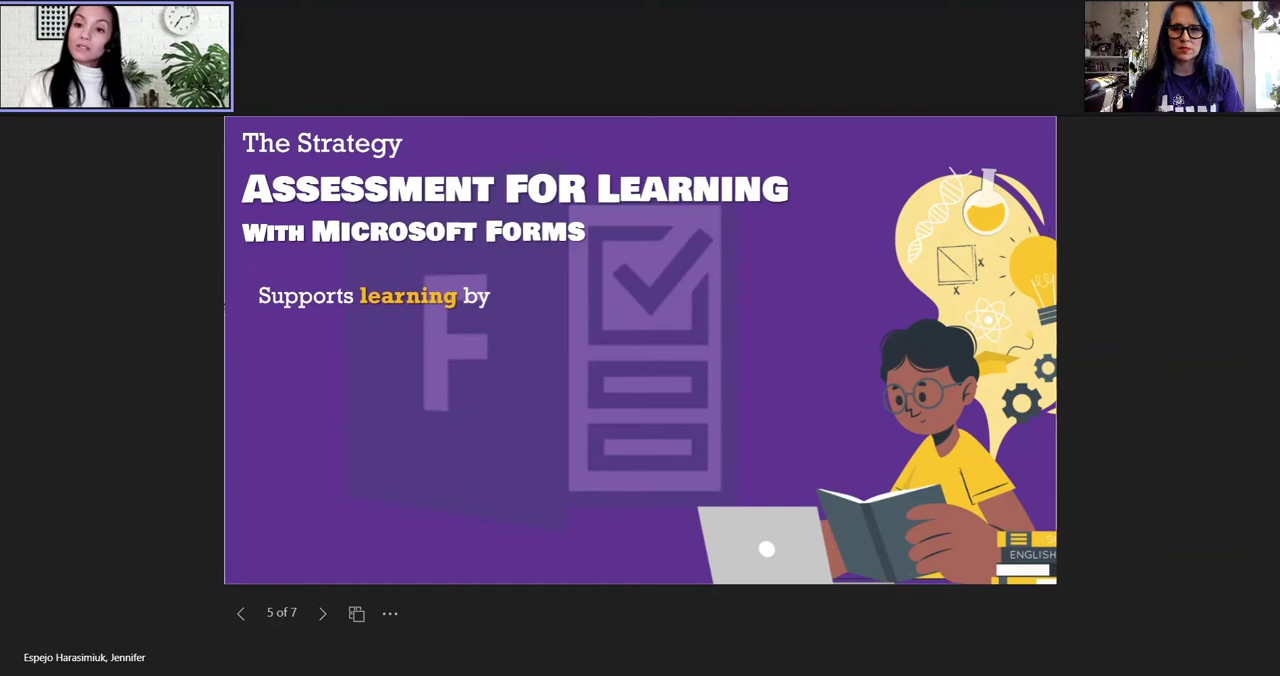 The Strategy
ASSESSMENT FOR LEARNING
WITH MICROSOFT FORMS
Supports learning by
F
X
X
ENGLISH
5 of 7
Espejo Harasimiuk, Jennifer